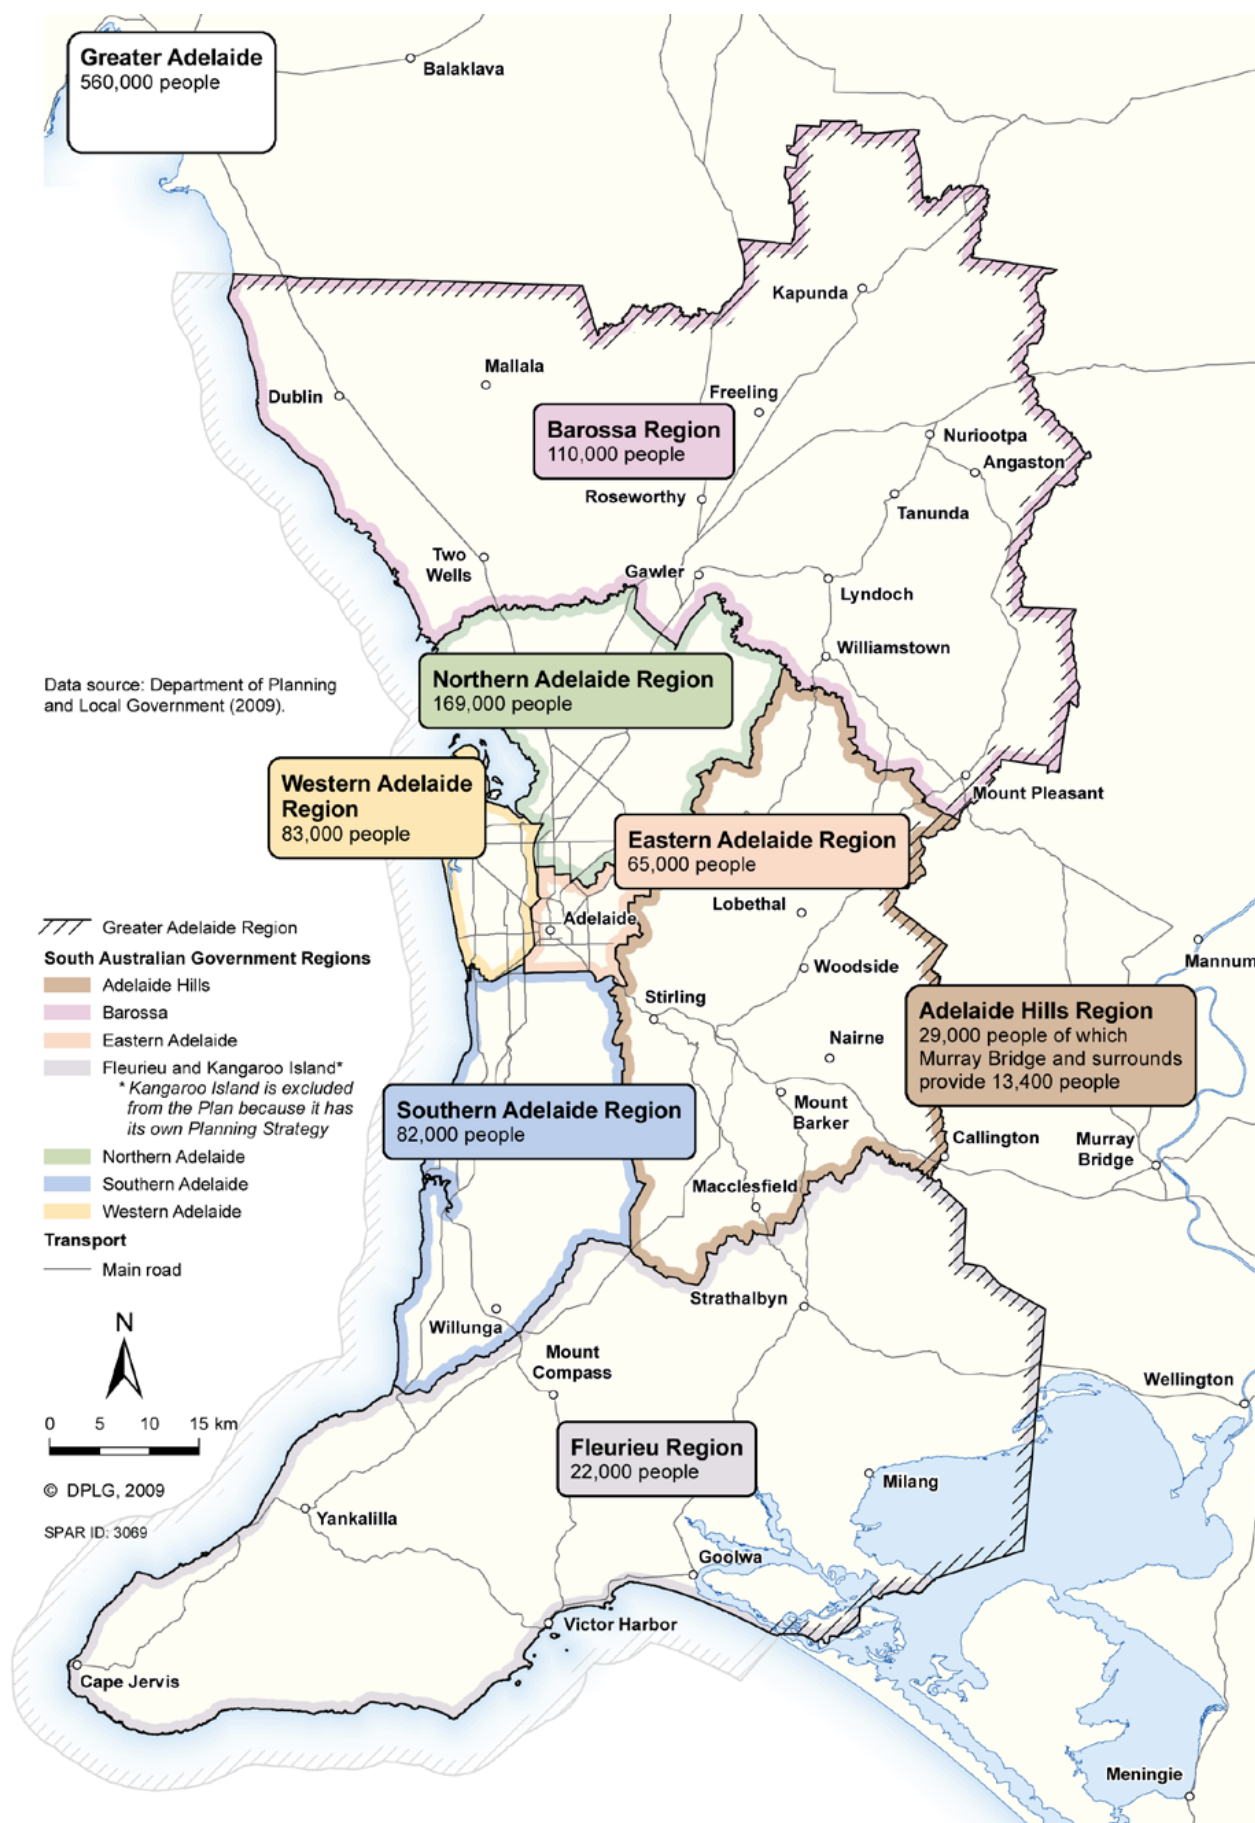 Greater Adelaide
560,000 people
Balaklava
Kapunda
Mallala
Dublin
Freeling
Barossa Region
110,000 people
Nuriootpa
Angaston
Roseworthy
Tanunda
Two
Wells
Gawler
Lyndoch
Williamstown
Data source: Department of Planning
and Local Government (2009).
Northern Adelaide Region
169,000 people
Western Adelaide
Region
83,000 people
Mount Pleasant
Eastern Adelaide Region
65,000 people
Lobethal
Adelaide
Mannum
Woodside
Stirling
Nairne
Adelaide Hills Region
29,000 people of which
Murray Bridge and surrounds
provide 13,400 people
Greater Adelaide Region
South Australian Government Regions
Adelaide Hills
Barossa
Eastern Adelaide
Fleurieu and Kangaroo Island*
* Kangaroo Island is excluded
from the Plan because it has
its own Planning Strategy
Northern Adelaide
Southern Adelaide
Western Adelaide
Transport
Main road
Southern Adelaide Region
82,000 people
Mount
Barker
Callington
Murray
Bridge
Macclesfield
Strathalbyn
Willunga
Mount
Compass
Wellington
N
0 5 10 15 km
© DPLG, 2009
SPAR ID: 3069
Fleurieu Region
22,000 people
Milang
Yankalilla
Goolwa
Victor Harbor
Cape Jervis
Meningie